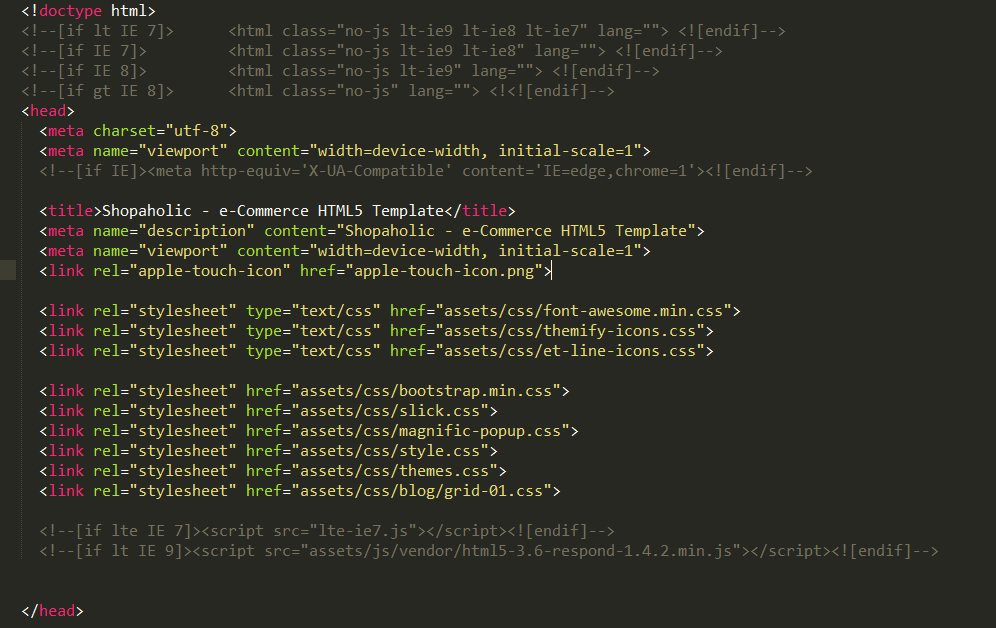 <!doctype html>
<!--[if lt IE 7]>      <html class="no-js lt-ie9 lt-ie8 lt-ie7" lang=""> <![endif]-->
<!--[if IE 7]>         <html class="no-js lt-ie9 lt-ie8" lang=""> <![endif]-->
<!--[if IE 8]>         <html class="no-js lt-ie9" lang=""> <![endif]-->
<!--[if gt IE 8]>      <html class="no-js" lang=""> <!<![endif]-->
<head>
  <meta charset="utf-8">
  <meta name="viewport" content="width=device-width, initial-scale=1">
  <!--[if IE]><meta http-equiv='X-UA-Compatible' content='IE=edge,chrome=1'><![endif]-->
  <title>Shopaholic - e-Commerce HTML5 Template</title>
  <meta name="description" content="Shopaholic - e-Commerce HTML5 Template">
  <meta name="viewport" content="width=device-width, initial-scale=1">
  <link rel="apple-touch-icon" href="apple-touch-icon.png">
  <link rel="stylesheet" type="text/css" href="assets/css/font-awesome.min.css">
  <link rel="stylesheet" type="text/css" href="assets/css/themify-icons.css">
  <link rel="stylesheet" type="text/css" href="assets/css/et-line-icons.css">
  <link rel="stylesheet" href="assets/css/bootstrap.min.css">
  <link rel="stylesheet" href="assets/css/slick.css">
  <link rel="stylesheet" href="assets/css/magnific-popup.css">
  <link rel="stylesheet" href="assets/css/style.css">
  <link rel="stylesheet" href="assets/css/themes.css">
  <link rel="stylesheet" href="assets/css/blog/grid-01.css">
  <!--[if lte IE 7]><script src="lte-ie7.js"></script><![endif]-->
  <!--[if lt IE 9]><script src="assets/js/vendor/html5-3.6-respond-1.4.2.min.js"></script><![endif]-->
</head>